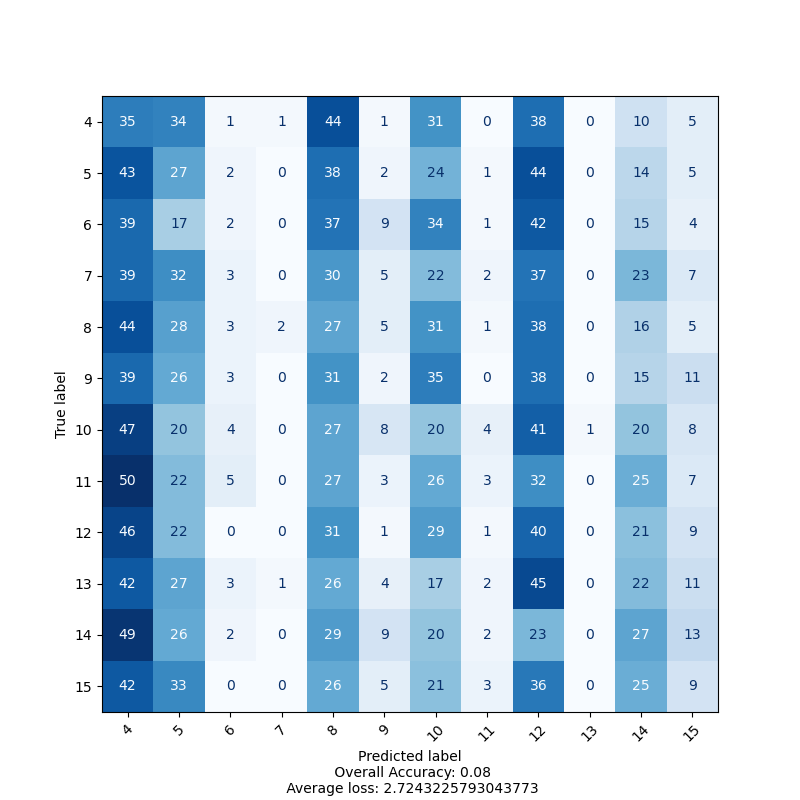 4 35 34 1 1 44 1 31 0 38 0 10 5
5 43 27 2 0 38 2 24 1 44 0 14 5
6 39 17 2 0 37 9 34 1 42 0 15 4
7 39 32 3 0 30 5 22 2 37 0 23 7
8 44 28 3 2 27 5 31 1 38 0 16 5
9 39 26 3 0 31 2 35 0 38 0 15 11
10 47 20 4 0 27 8 20 4 41 1 20 8
11 50 22 5 0 27 3 26 3 32 0 25 7
12 46 22 0 0 31 1 29 1 40 0 21 9
13 42 27 3 1 26 4 17 2 45 0 22 11
14 49 26 2 0 29 9 20 2 23 0 27 13
15 42 33 0 0 26 5 21 3 36 0 25 9
True label
4 5 6 7 8 9 10 11 12 13 14 15
Predicted label
Overall Accuracy: 0.08
Average loss: 2.7243225793043773